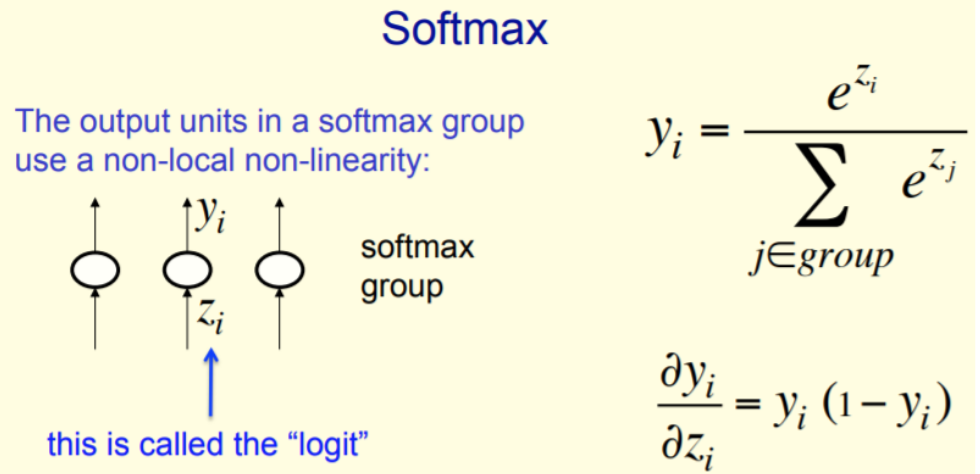 Softmax
The output units in a softmax group
use a non-local non-linearity:
y_i
softmax
group
z_i
this is called the “logit”
y_i = e^{z_i} / ∑_{j∈group} e^{z_j}
∂y_i / ∂z_i = y_i (1 − y_i)